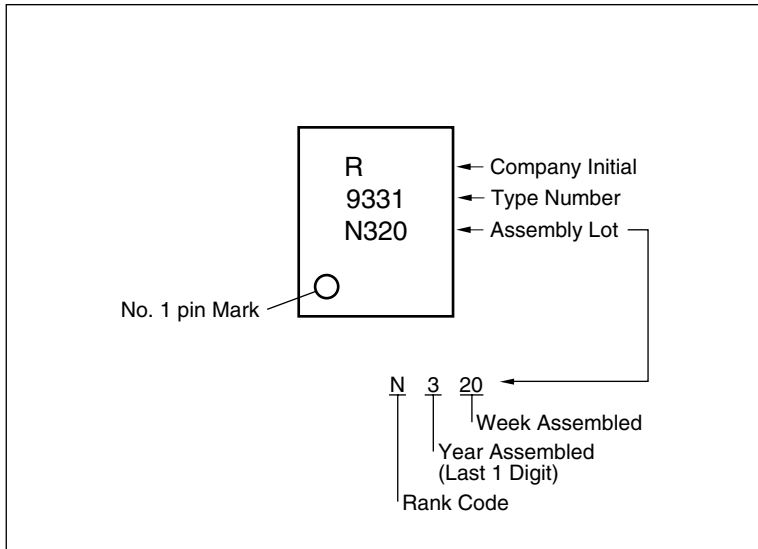 R
9331
N320
Company Initial
Type Number
Assembly Lot
No. 1 pin Mark
N 3 20
Week Assembled
Year Assembled
(Last 1 Digit)
Rank Code